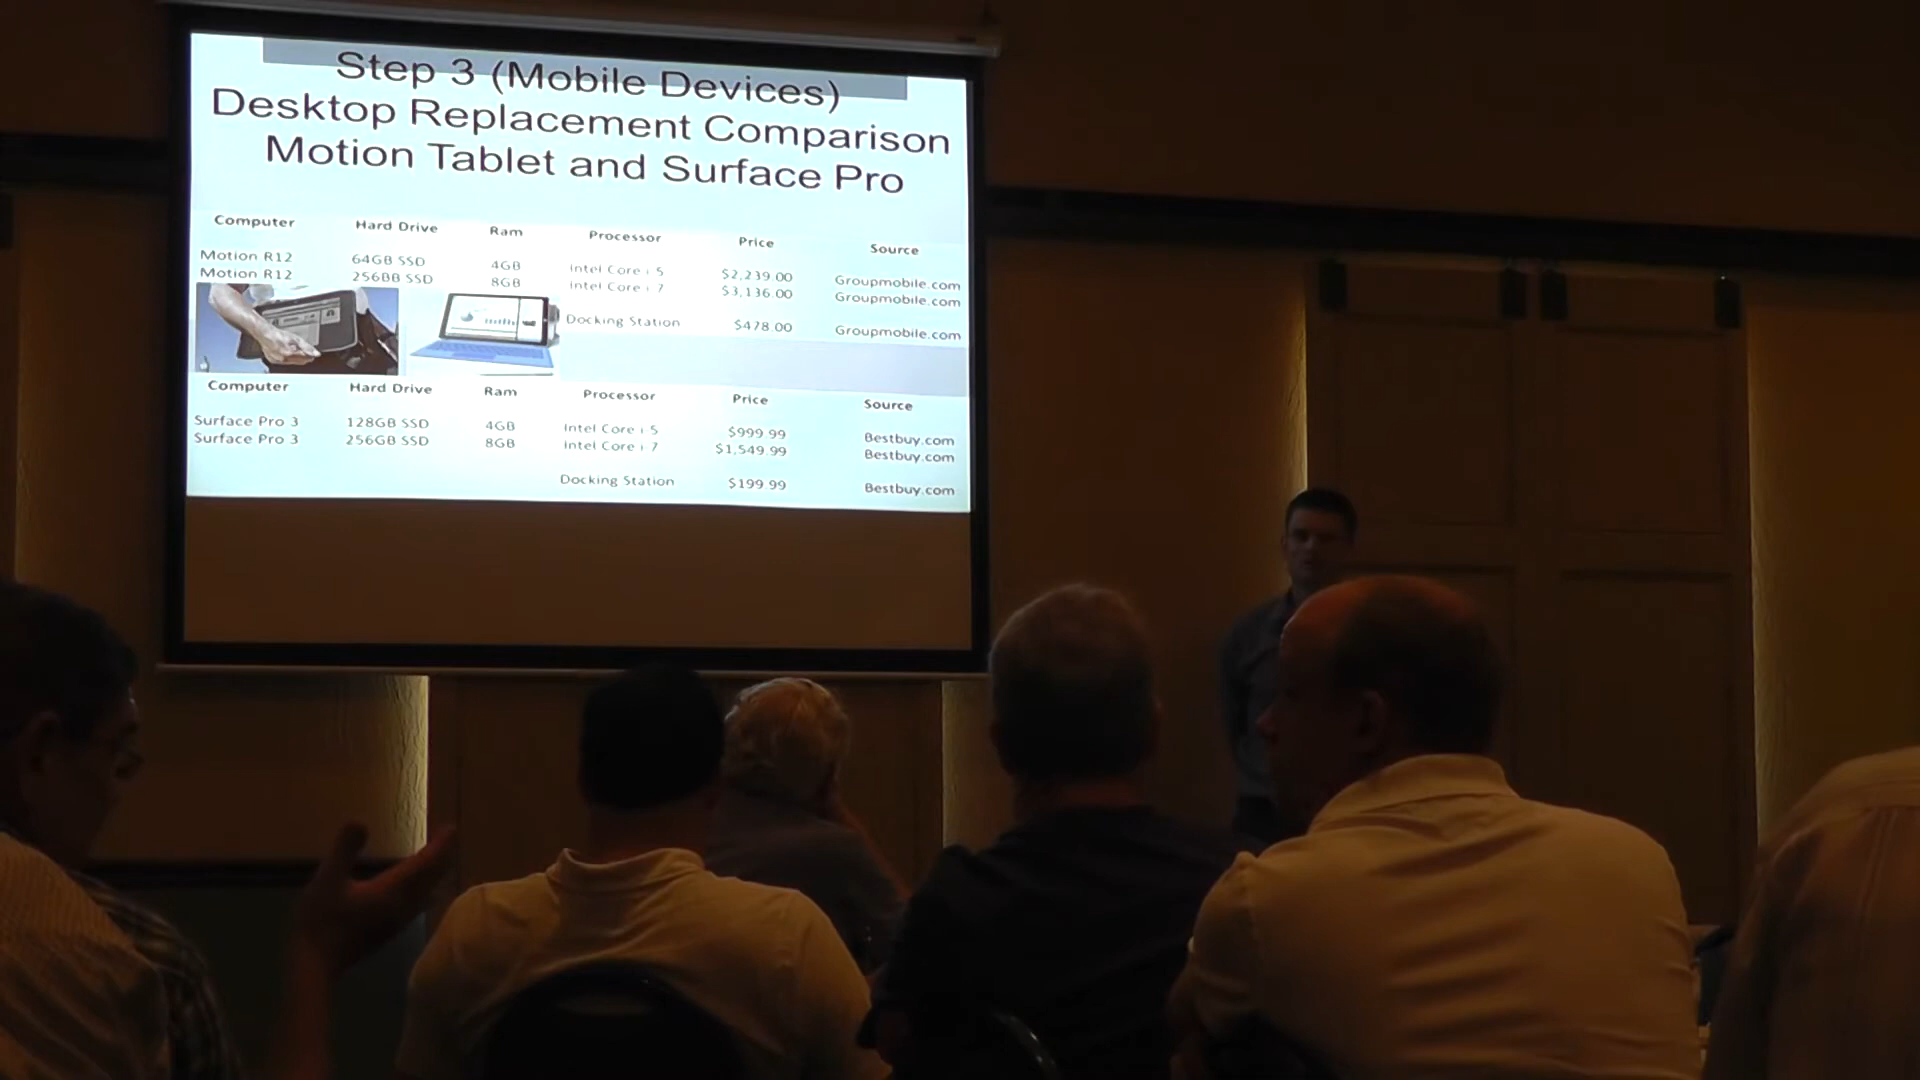 Step 3 (Mobile Devices)
Desktop Replacement Comparison
Motion Tablet and Surface Pro
Computer Hard Drive Ram Processor Price Source
Motion R12 64GB SSD 4GB Intel Core i 5 $2,239.00 Groupmobile.com
Motion R12 256BB SSD 8GB Intel Core i 7 $3,136.00 Groupmobile.com
Docking Station $478.00 Groupmobile.com
Computer Hard Drive Ram Processor Price Source
Surface Pro 3 128GB SSD 4GB Intel Core i 5 $999.99 Bestbuy.com
Surface Pro 3 256GB SSD 8GB Intel Core i 7 $1,549.99 Bestbuy.com
Docking Station $199.99 Bestbuy.com